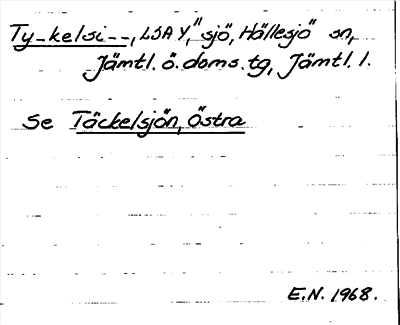 Ty-kelsi--, LSA Y, "sjö, Hällesjö" sn,
Jämtl. ö. doms. tg, Jämtl. l.
Se Täckelsjön, Östra
E.N. 1968.